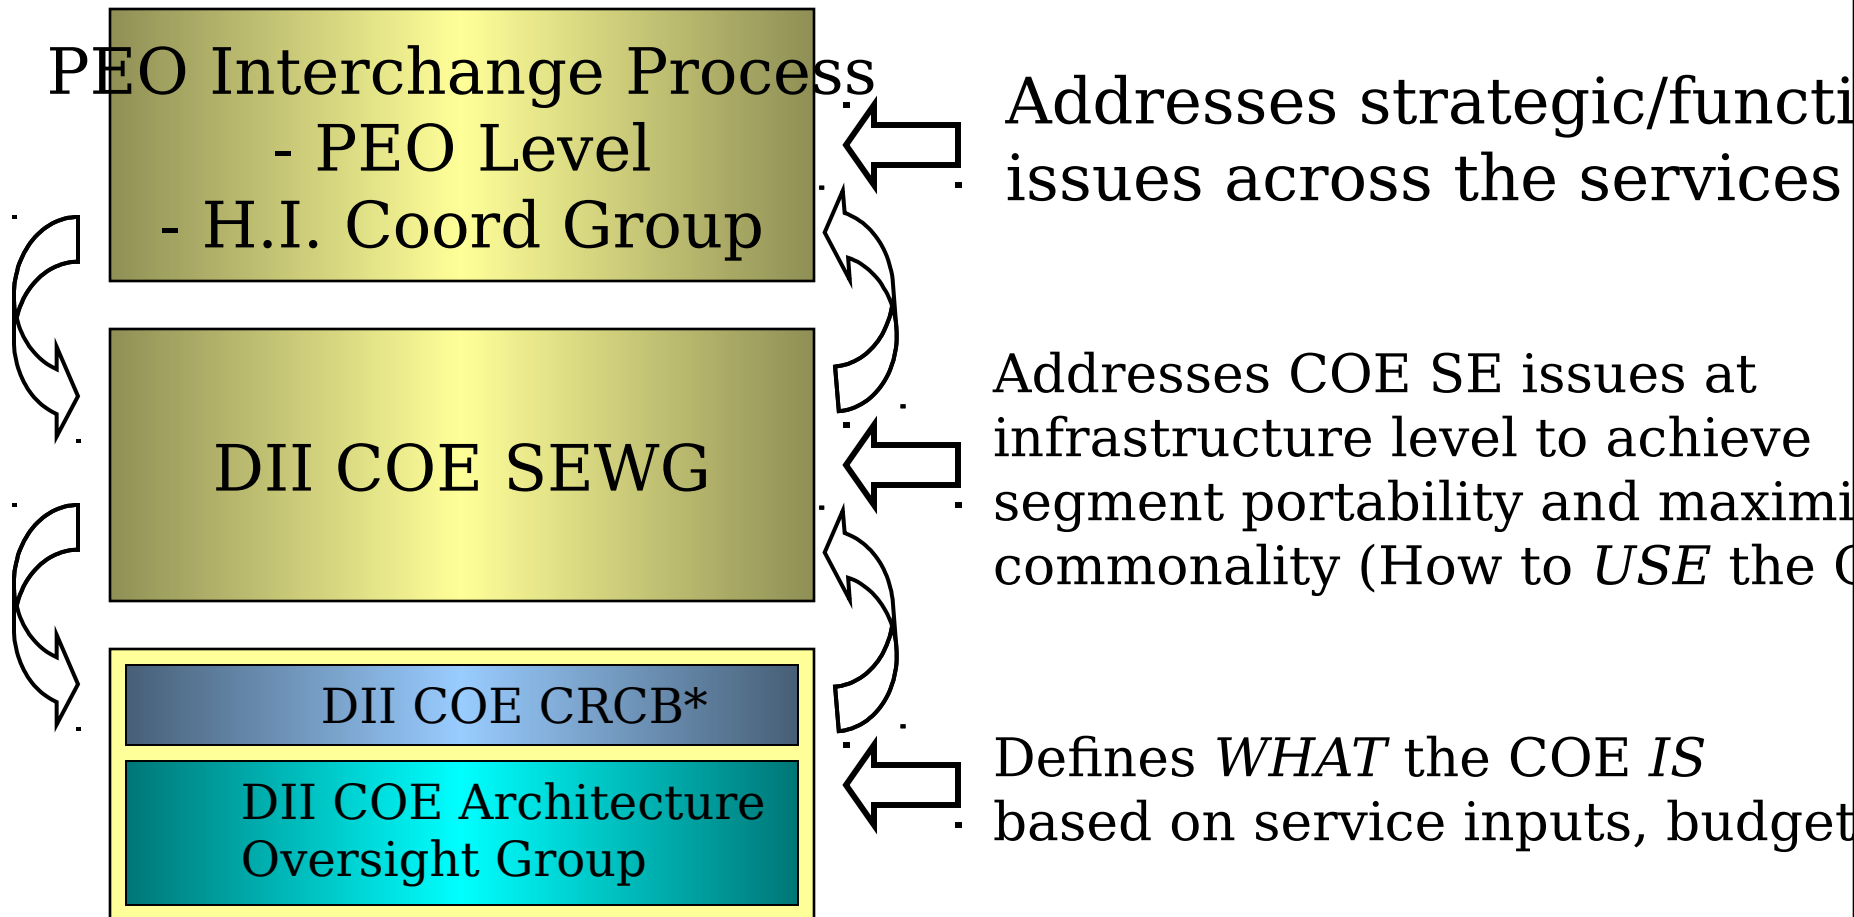 PEO Interchange Process
- PEO Level
- H.I. Coord Group
Addresses strategic/functi
issues across the services
DII COE SEWG
Addresses COE SE issues at
infrastructure level to achieve
segment portability and maximi
commonality (How to USE the C
DII COE CRCB*
DII COE Architecture
Oversight Group
Defines WHAT the COE IS
based on service inputs, budget